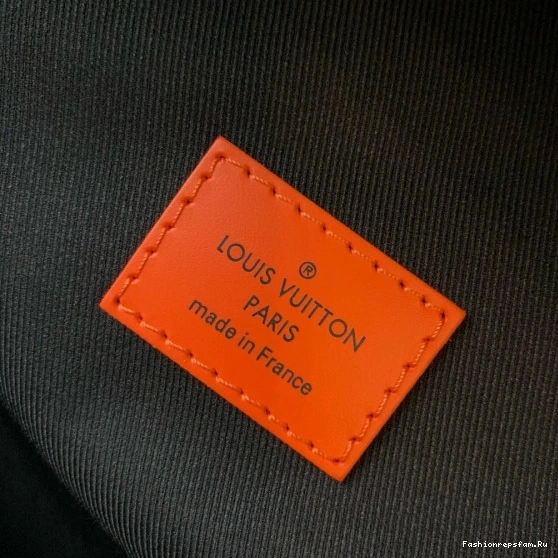 ®
LOUIS VUITTON
PARIS
made in France
Fashionrepsfam.Ru